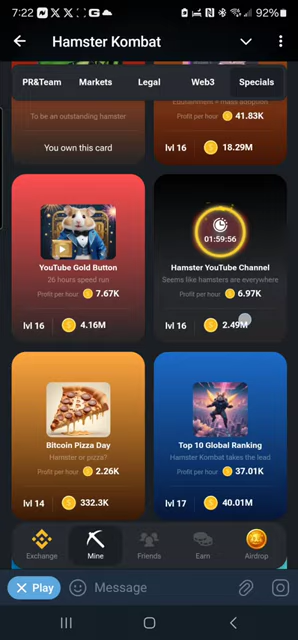 7:22
92%
Hamster Kombat
PR&Team Markets Legal Web3 Specials
To be an outstanding hamster
You own this card
= mass adoption
Profit per hour 41.83K
lvl 16 18.29M
YouTube Gold Button
26 hours speed run
Profit per hour 7.67K
lvl 16 4.16M
01:59:56
Hamster YouTube Channel
Seems like hamsters are everywhere
Profit per hour 6.97K
lvl 16 2.49M
Bitcoin Pizza Day
Hamster or pizza?
Profit per hour 2.26K
lvl 14 332.3K
Top 10 Global Ranking
Hamster Kombat takes the lead
Profit per hour 37.01K
lvl 17 40.01M
Exchange Mine Friends Earn Airdrop
Play Message